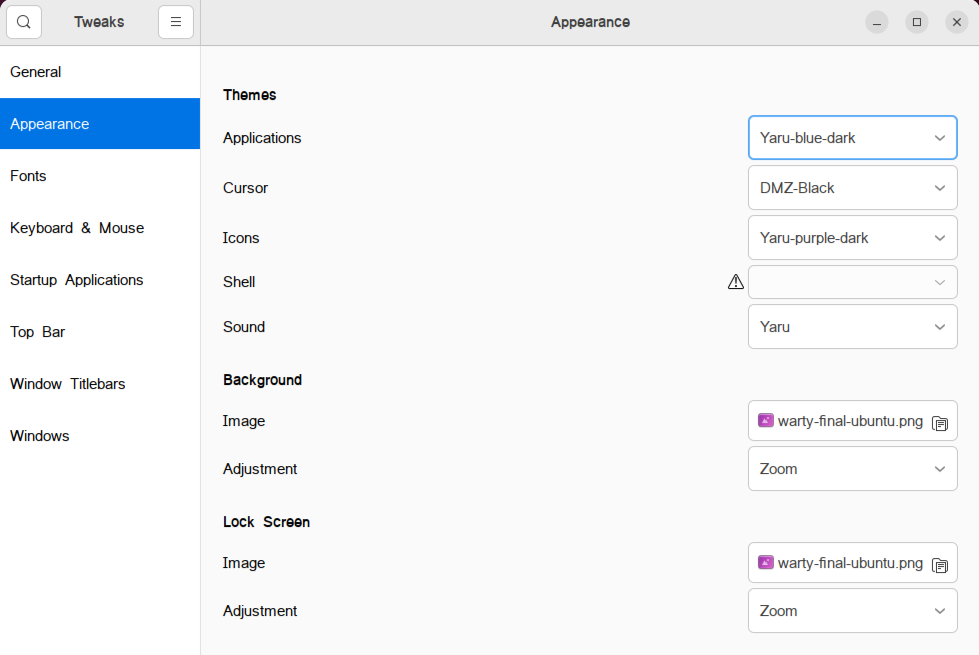 Tweaks
Appearance
General
Appearance
Fonts
Keyboard & Mouse
Startup Applications
Top Bar
Window Titlebars
Windows
Themes
Applications Yaru-blue-dark
Cursor DMZ-Black
Icons Yaru-purple-dark
Shell
Sound Yaru
Background
Image warty-final-ubuntu.png
Adjustment Zoom
Lock Screen
Image warty-final-ubuntu.png
Adjustment Zoom